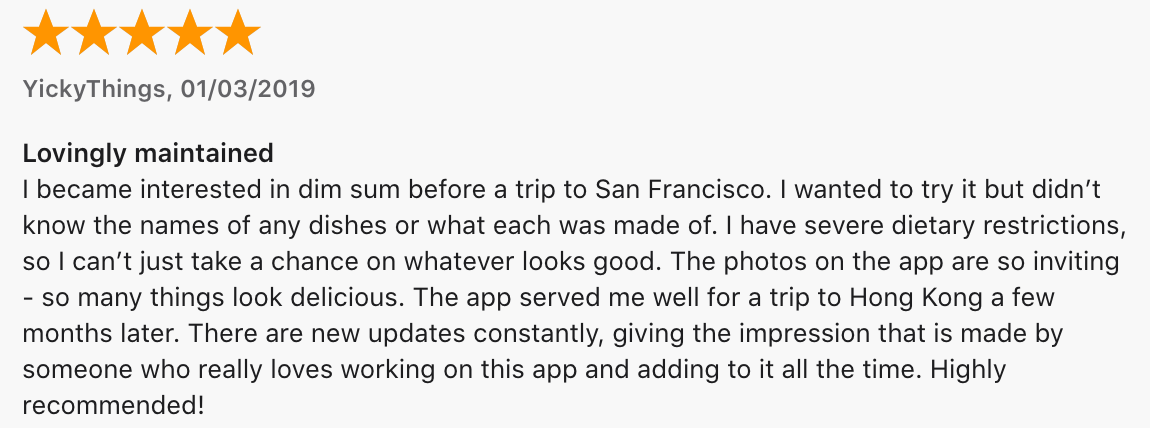 YickyThings, 01/03/2019
Lovingly maintained
I became interested in dim sum before a trip to San Francisco. I wanted to try it but didn’t
know the names of any dishes or what each was made of. I have severe dietary restrictions,
so I can’t just take a chance on whatever looks good. The photos on the app are so inviting
- so many things look delicious. The app served me well for a trip to Hong Kong a few
months later. There are new updates constantly, giving the impression that is made by
someone who really loves working on this app and adding to it all the time. Highly
recommended!